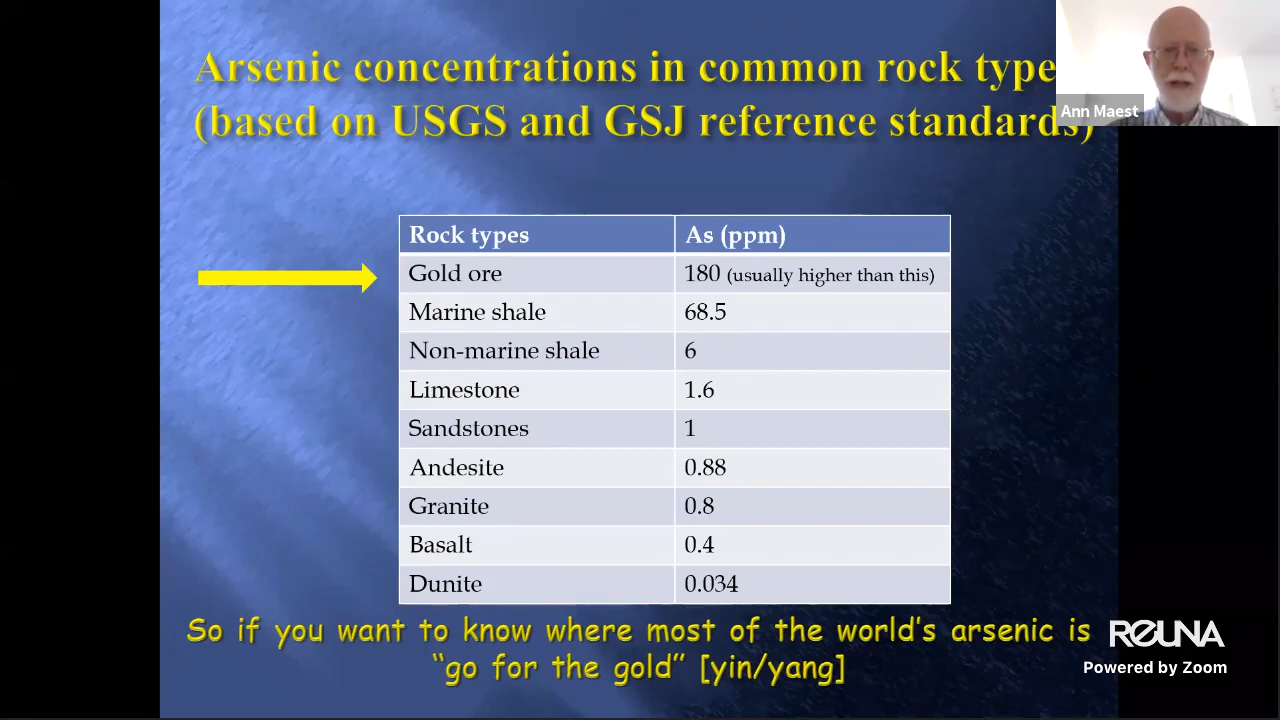 Arsenic concentrations in common rock type
(based on USGS and GSJ reference standards)
Ann Maest
Rock types As (ppm)
Gold ore 180 (usually higher than this)
Marine shale 68.5
Non-marine shale 6
Limestone 1.6
Sandstones 1
Andesite 0.88
Granite 0.8
Basalt 0.4
Dunite 0.034
So if you want to know where most of the world's arsenic is
"go for the gold" [yin/yang]
REUNA
Powered by Zoom